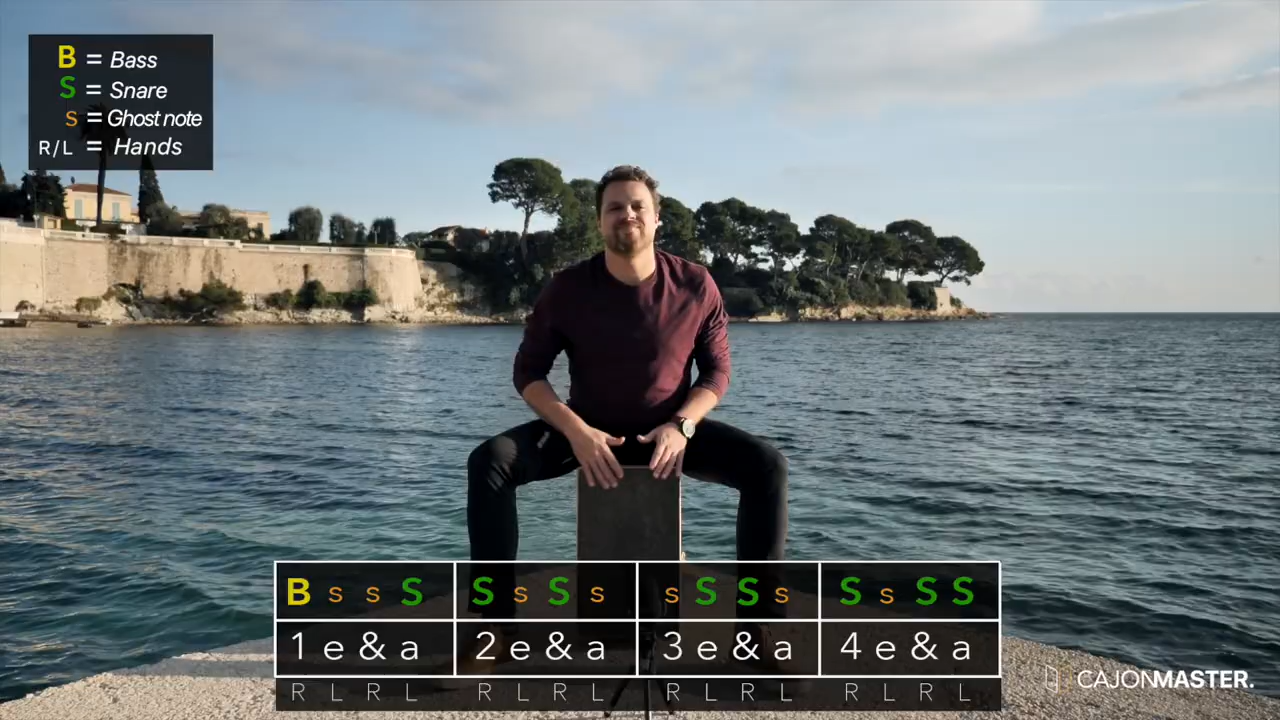 B = Bass
S = Snare
s = Ghost note
R/L = Hands
B s s S S s S s s S S s S s S S
1 e & a 2 e & a 3 e & a 4 e & a
R L R L R L R L R L R L R L R L
CAJONMASTER.